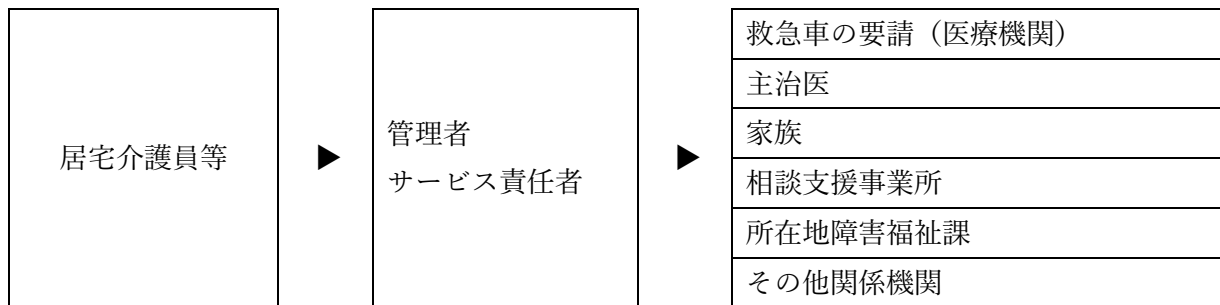 居宅介護員等
▶
管理者
サービス責任者
▶
救急車の要請（医療機関）
主治医
家族
相談支援事業所
所在地障害福祉課
その他関係機関